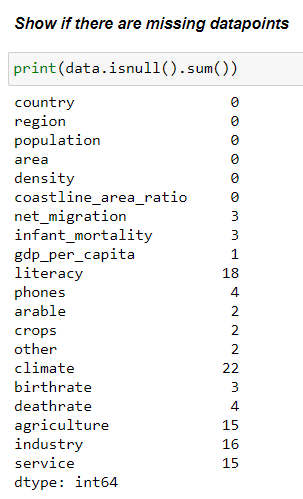 Show if there are missing datapoints
print(data.isnull().sum())
country 0
region 0
population 0
area 0
density 0
coastline_area_ratio 0
net_migration 3
infant_mortality 3
gdp_per_capita 1
literacy 18
phones 4
arable 2
crops 2
other 2
climate 22
birthrate 3
deathrate 4
agriculture 15
industry 16
service 15
dtype: int64